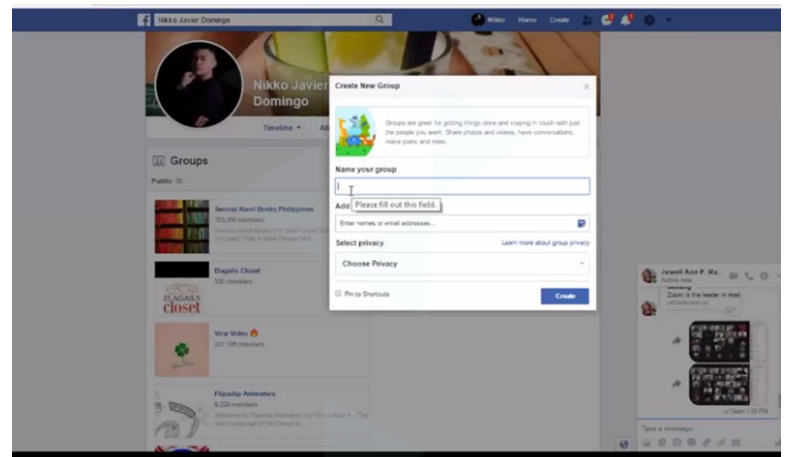 Nikko Javier Domingo
Nikko
Home
Create
Nikko Javier
Domingo
Timeline
Ab
Groups
Public
Second Hand Books Philippines
Elagails Closet
330 members
ELAGAILS
closet
Viral Video
Flipaclip Animators
Create New Group
Groups are great for getting things done and staying in touch with just
the people you want. Share photos and videos, have conversations,
make plans and more.
Name your group
Please fill out this field.
Add
Enter names or email addresses...
Select privacy
Learn more about group privacy
Choose Privacy
Pin to Shortcuts
Create
Jewell Ann P. Ma..
Active now
Zoom is the leader in mod
Seen 1:23 PM
Type a message...